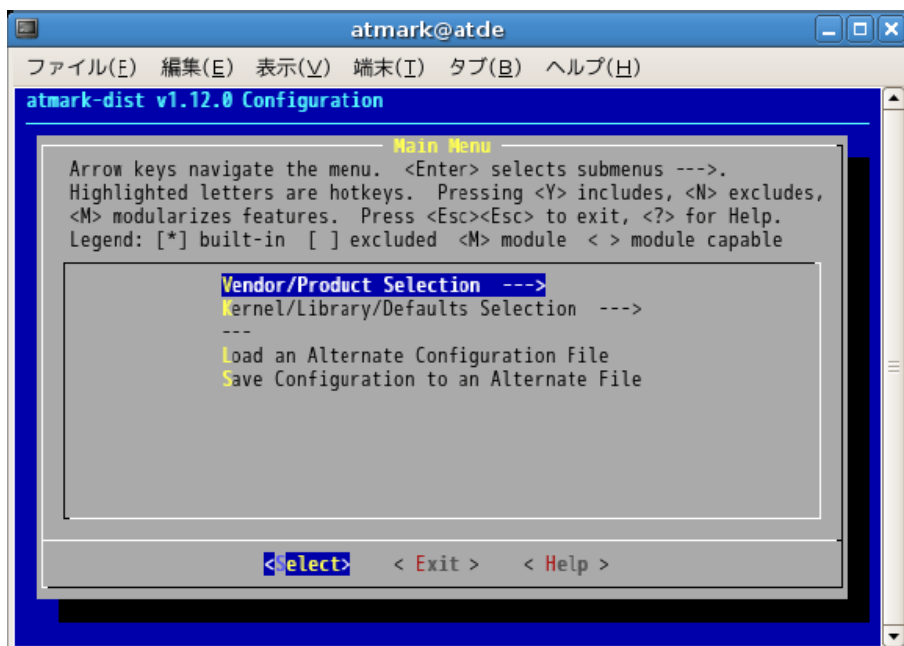 atmark@atde
ファイル(F) 編集(E) 表示(V) 端末(T) タブ(B) ヘルプ(H)
atmark-dist v1.12.0 Configuration
Main Menu
Arrow keys navigate the menu. <Enter> selects submenus --->.
Highlighted letters are hotkeys. Pressing <Y> includes, <N> excludes,
<M> modularizes features. Press <Esc><Esc> to exit, <?> for Help.
Legend: [*] built-in [ ] excluded <M> module < > module capable
Vendor/Product Selection --->
Kernel/Library/Defaults Selection --->
---
Load an Alternate Configuration File
Save Configuration to an Alternate File
<Select> < Exit > < Help >